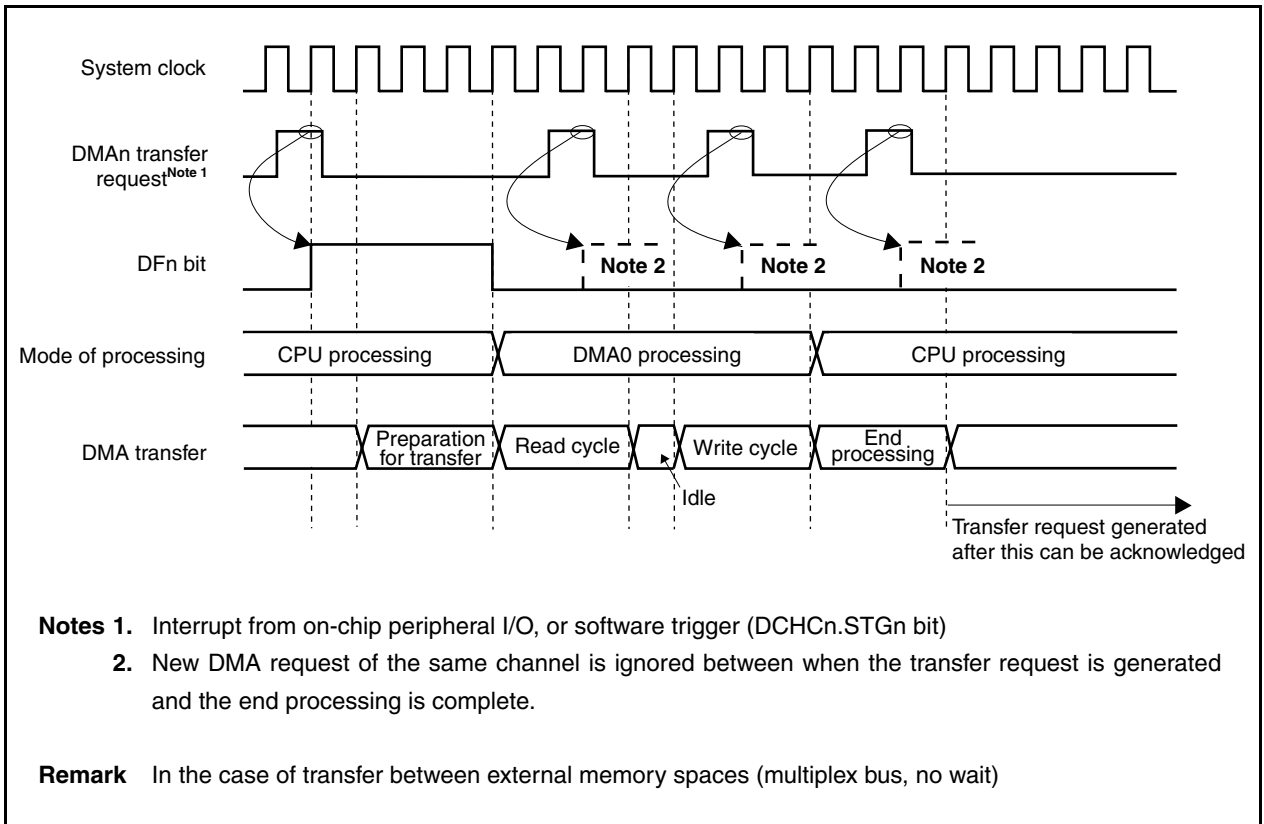 System clock
DMAn transfer
request Note 1
DFn bit
Note 2
Note 2
Note 2
Mode of processing
CPU processing
DMA0 processing
CPU processing
DMA transfer
Preparation
for transfer
Read cycle
Idle
Write cycle
End
processing
Transfer request generated
after this can be acknowledged
Notes 1. Interrupt from on-chip peripheral I/O, or software trigger (DCHCn.STGn bit)
2. New DMA request of the same channel is ignored between when the transfer request is generated
and the end processing is complete.
Remark In the case of transfer between external memory spaces (multiplex bus, no wait)